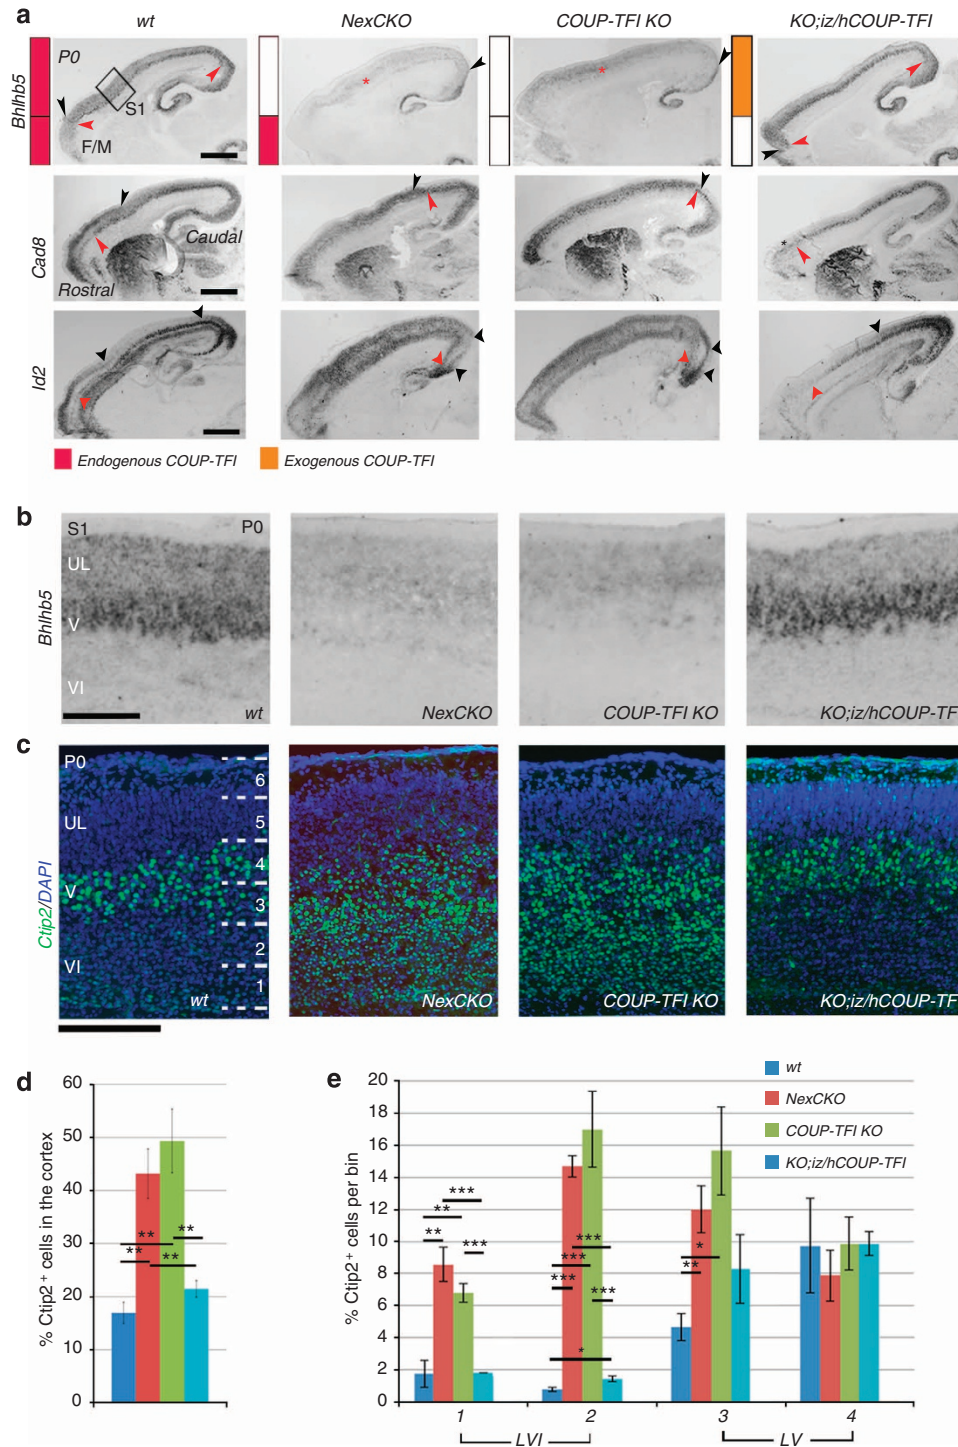 a
wt
NexCKO
COUP-TFI KO
KO;iz/hCOUP-TFI
Bhlhb5
P0
S1
F/M
*
*
Cad8
Rostral
Caudal
*
Id2
Endogenous COUP-TFI
Exogenous COUP-TFI
b
Bhlhb5
S1
P0
UL
V
VI
wt
NexCKO
COUP-TFI KO
KO;iz/hCOUP-TF
c
Ctip2/DAPI
P0
UL
V
VI
6
5
4
3
2
1
wt
NexCKO
COUP-TFI KO
KO;iz/hCOUP-TF
d
% Ctip2+ cells in the cortex
60
50
40
30
20
10
0
**
**
**
**
e
% Ctip2+ cells per bin
20
18
16
14
12
10
8
6
4
2
0
wt
NexCKO
COUP-TFI KO
KO;iz/hCOUP-TFI
***
**
**
***
***
***
***
***
*
*
**
1
2
3
4
LVI
LV